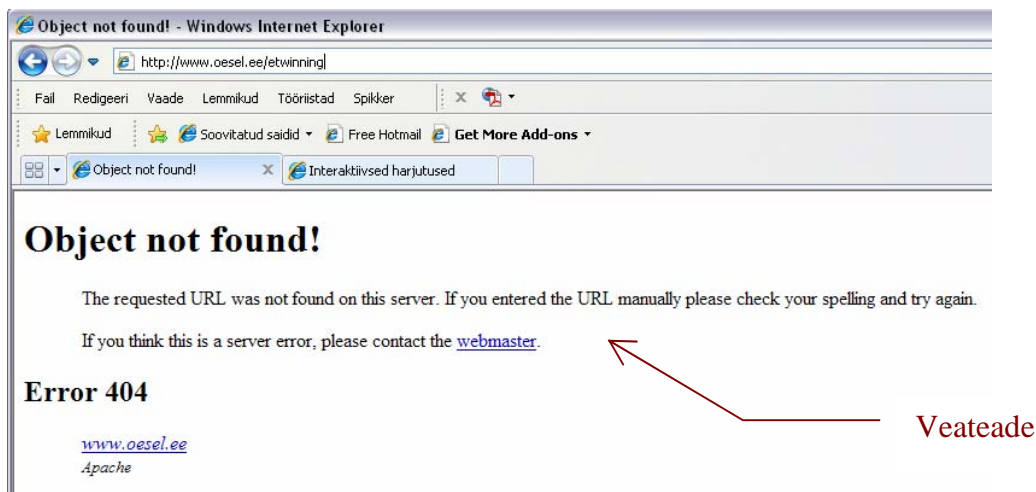 Object not found! - Windows Internet Explorer
http://www.oesel.ee/etwinning
Fail Redigeeri Vaade Lemmikud Tööriistad Spikker
Lemmikud Soovitatud saidid Free Hotmail Get More Add-ons
Object not found! Interaktiivsed harjutused
Object not found!
The requested URL was not found on this server. If you entered the URL manually please check your spelling and try again.
If you think this is a server error, please contact the webmaster.
Error 404
Veateade
www.oesel.ee
Apache